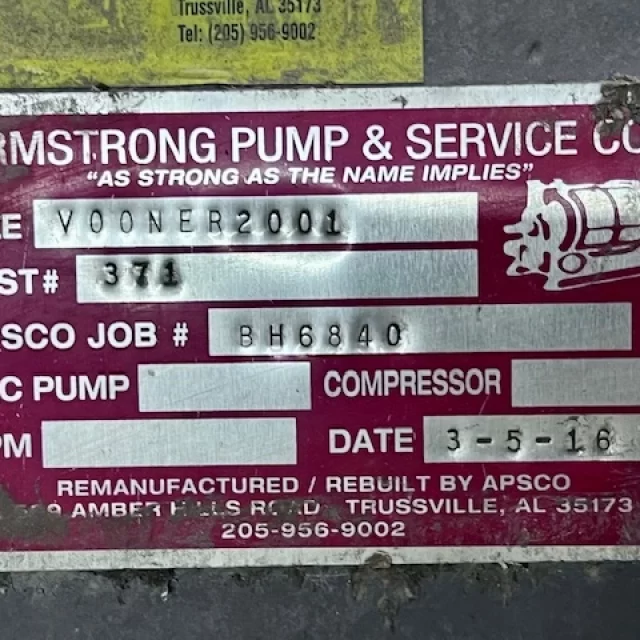 Trussville, AL 35173
Tel: (205) 956-9002
RMSTRONG PUMP & SERVICE CO
"AS STRONG AS THE NAME IMPLIES"
E VOONER2001
ST# 371
SCO JOB # BH6840
C PUMP COMPRESSOR
PM DATE 3-5-16
REMANUFACTURED / REBUILT BY APSCO
AMBER HILLS ROAD TRUSSVILLE, AL 35173
205-956-9002